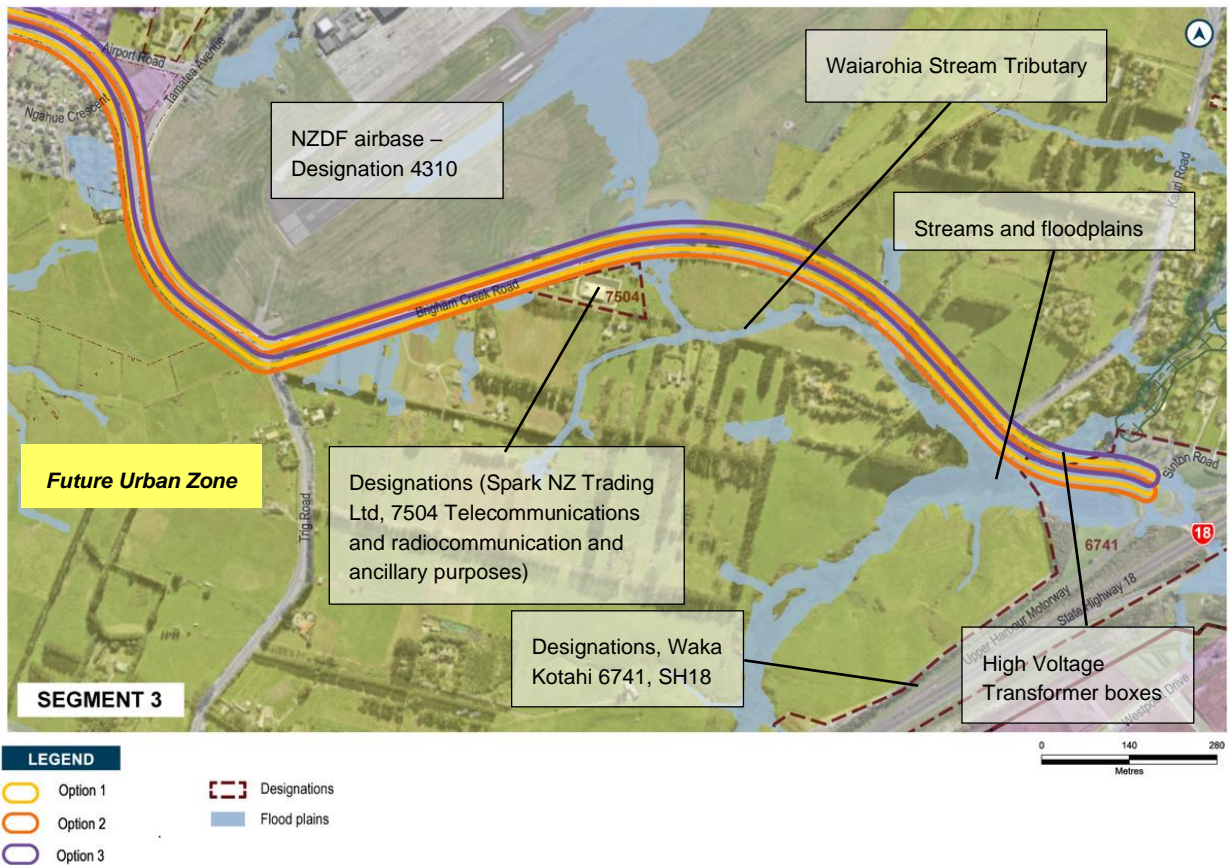 Airport Road
Tamatea Avenue
Ngahue Crescent
NZDF airbase –
Designation 4310
Waiarohia Stream Tributary
Kauri Road
Streams and floodplains
Brigham Creek Road
7504
Future Urban Zone
Trig Road
Designations (Spark NZ Trading
Ltd, 7504 Telecommunications
and radiocommunication and
ancillary purposes)
Sinton Road
18
6741
Upper Harbour Motorway
State Highway 18
Designations, Waka
Kotahi 6741, SH18
High Voltage
Transformer boxes
Westpoint Drive
SEGMENT 3
LEGEND
Option 1
Option 2
Option 3
Designations
Flood plains
0 140 280
Metres